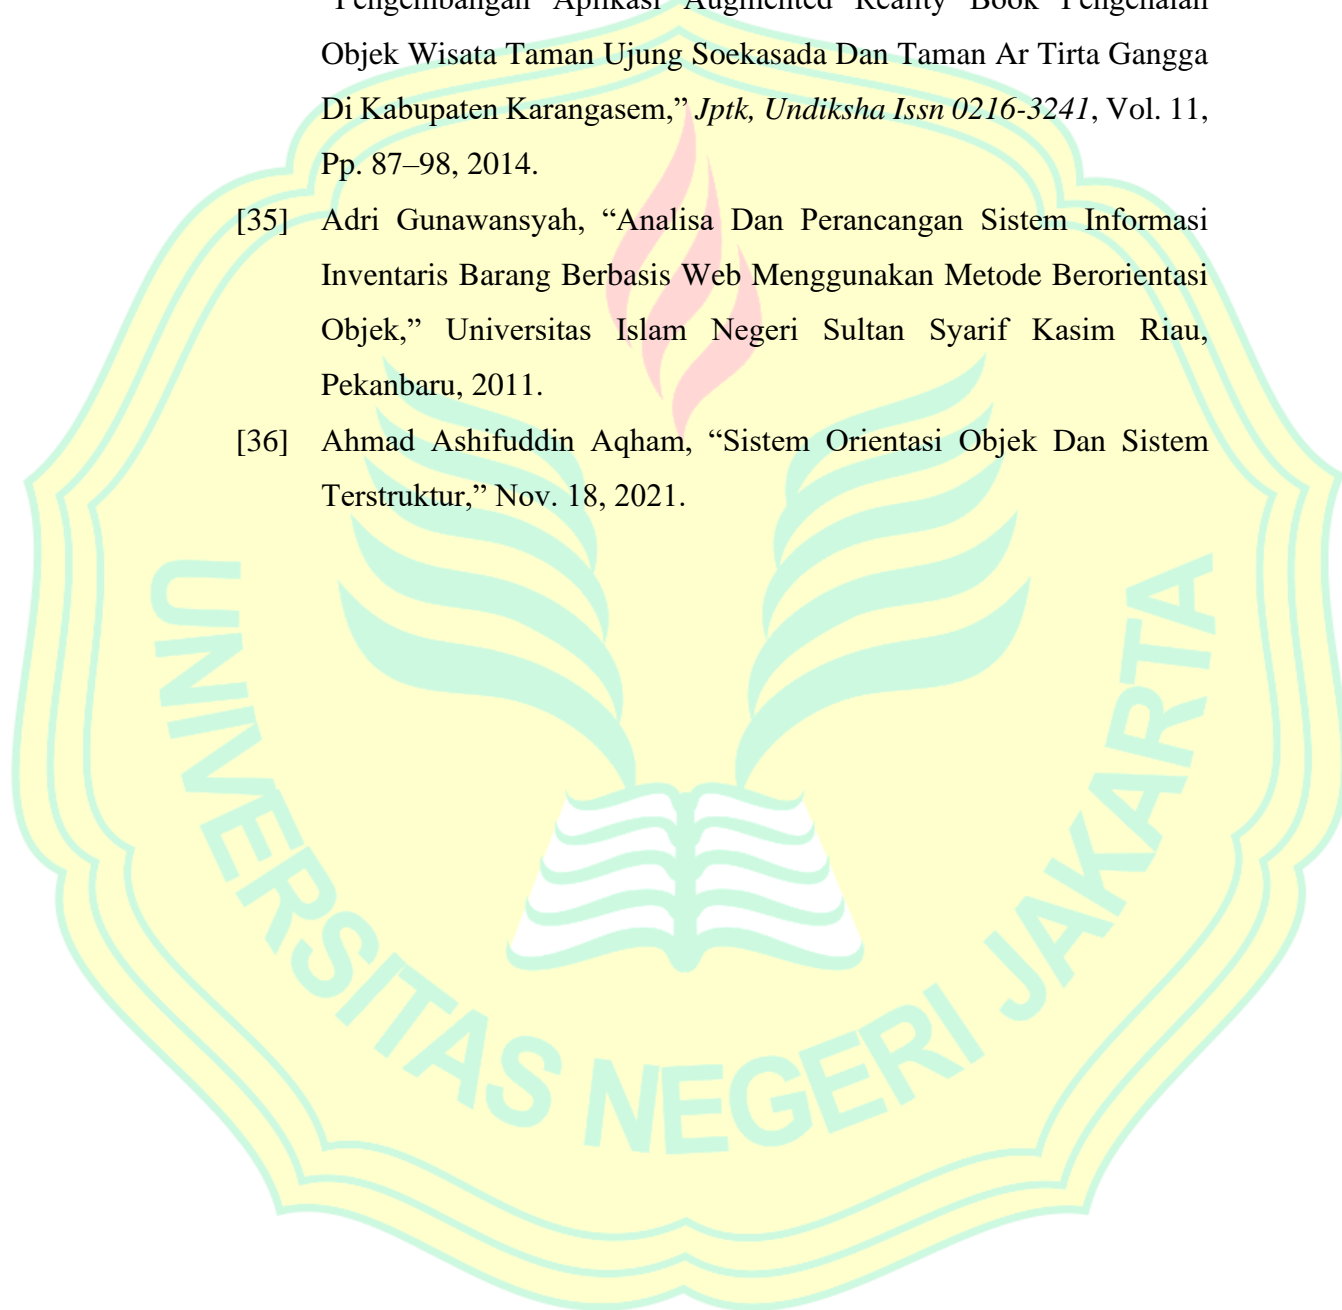 “Pengembangan Aplikasi Augmented Reality Book Pengenalan
Objek Wisata Taman Ujung Soekasada Dan Taman Ar Tirta Gangga
Di Kabupaten Karangasem,” Jptk, Undiksha Issn 0216-3241, Vol. 11,
Pp. 87–98, 2014.
[35] Adri Gunawansyah, “Analisa Dan Perancangan Sistem Informasi
Inventaris Barang Berbasis Web Menggunakan Metode Berorientasi
Objek,” Universitas Islam Negeri Sultan Syarif Kasim Riau,
Pekanbaru, 2011.
[36] Ahmad Ashifuddin Aqham, “Sistem Orientasi Objek Dan Sistem
Terstruktur,” Nov. 18, 2021.
UNIVERSITAS NEGERI JAKARTA